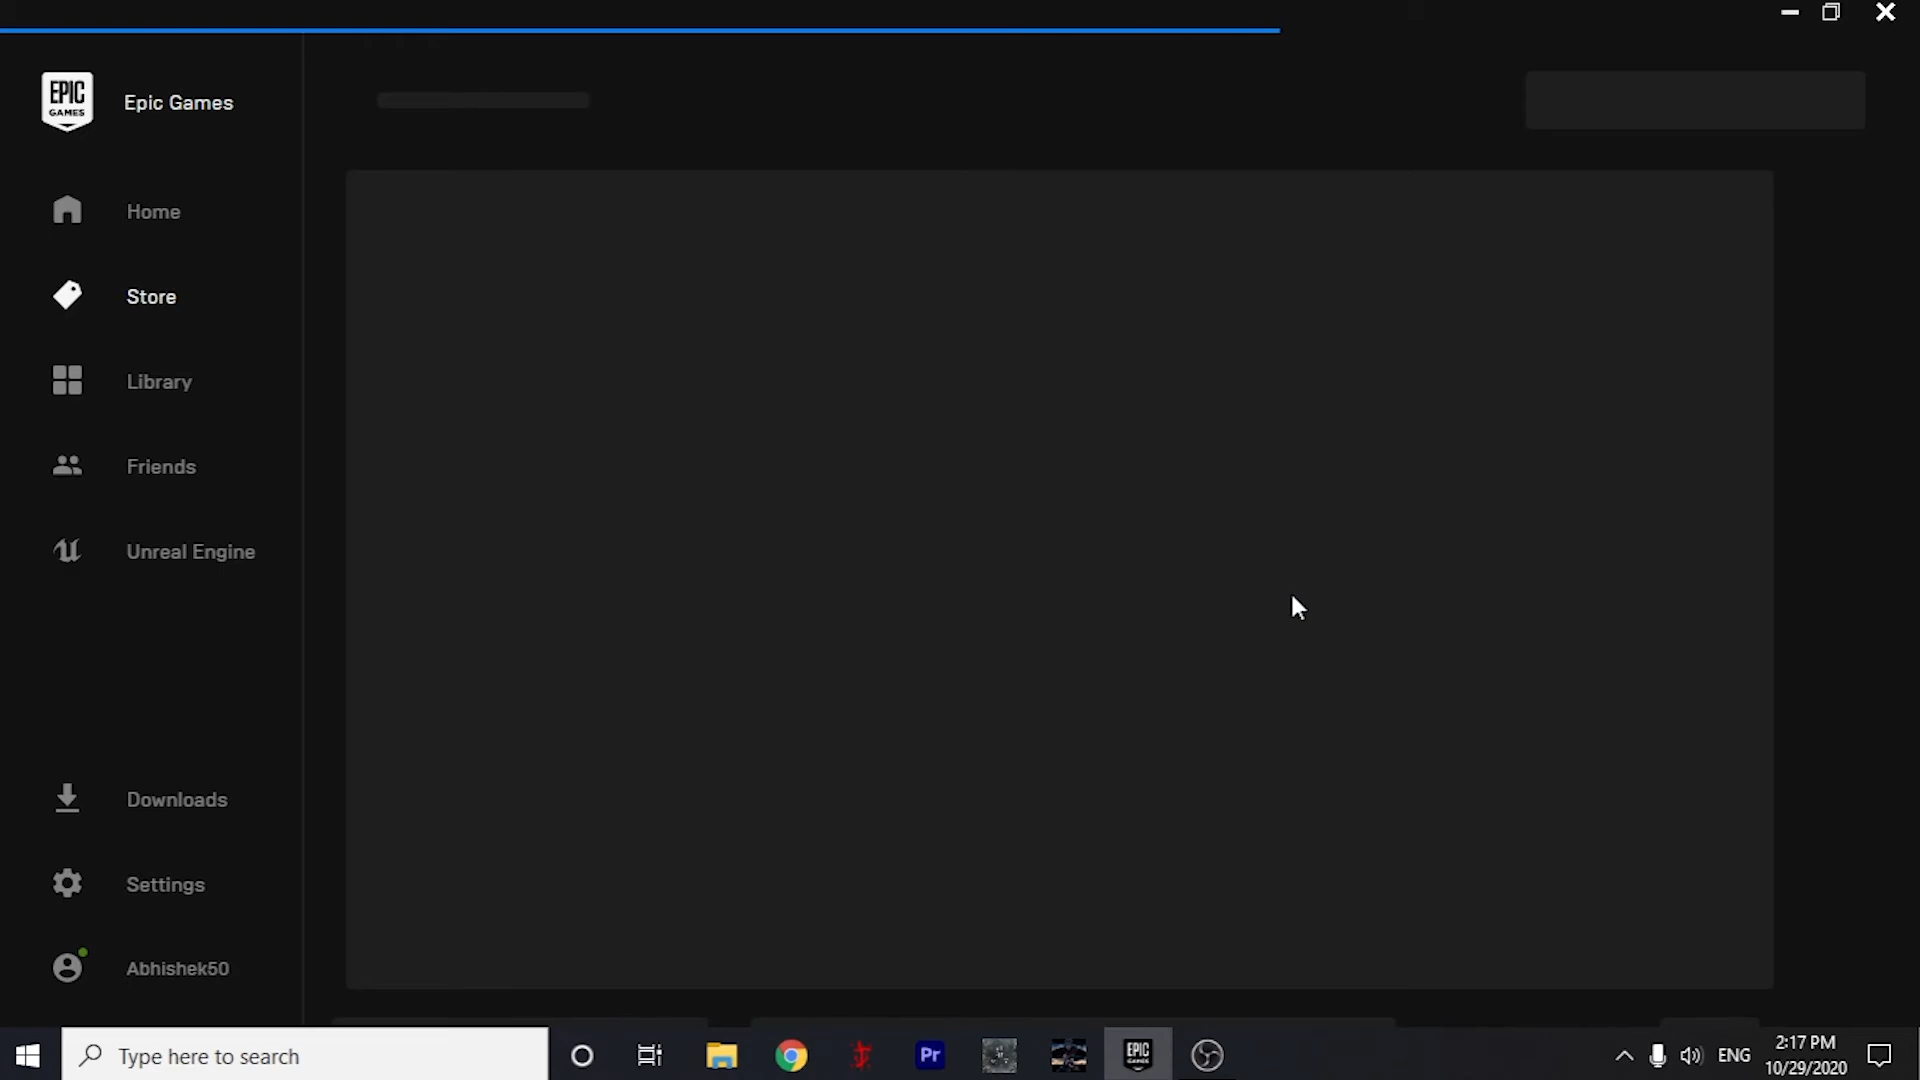 EPIC
GAMES
Epic Games
Home
Store
Library
Friends
Unreal Engine
Downloads
Settings
Abhishek50
Type here to search
Pr
EPIC
GAMES
ENG
2:17 PM
10/29/2020